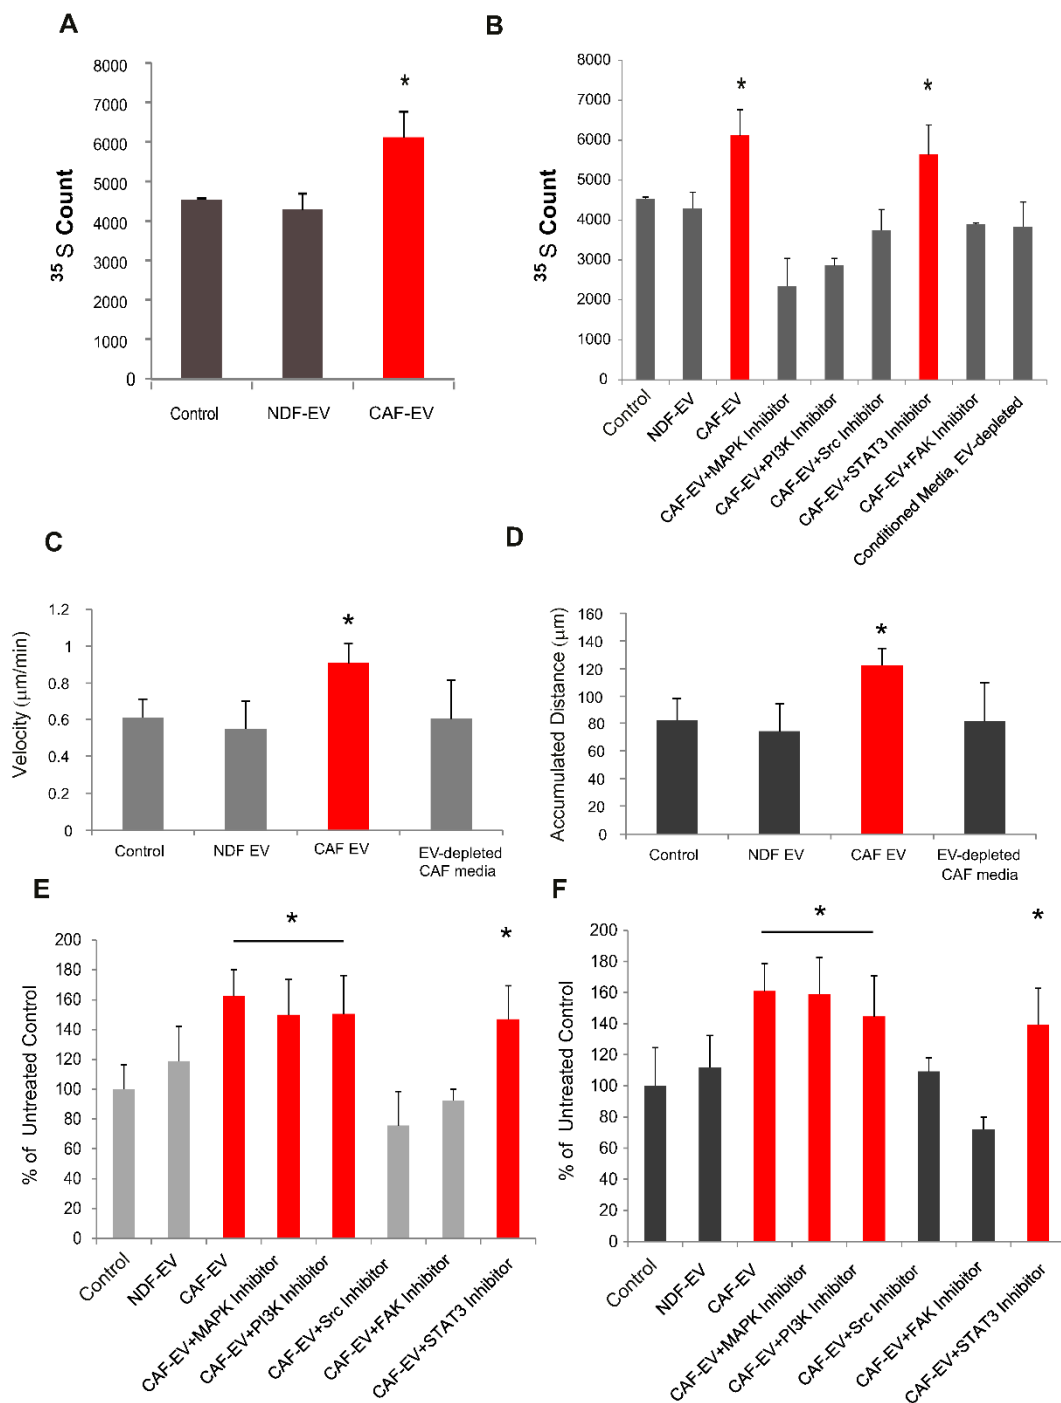 A
8000
7000
6000
5000
4000
3000
2000
1000
0
35 S Count
*
Control
NDF-EV
CAF-EV
B
8000
7000
6000
5000
4000
3000
2000
1000
0
35 S Count
*
*
Control
NDF-EV
CAF-EV
CAF-EV+MAPK Inhibitor
CAF-EV+PI3K Inhibitor
CAF-EV+Src Inhibitor
CAF-EV+STAT3 Inhibitor
CAF-EV+FAK Inhibitor
Conditioned Media, EV-depleted
C
1.2
1
0.8
0.6
0.4
0.2
0
Velocity (μm/min)
*
Control
NDF EV
CAF EV
EV-depleted
CAF media
D
160
140
120
100
80
60
40
20
0
Accumulated Distance (μm)
*
Control
NDF EV
CAF EV
EV-depleted
CAF media
E
200
180
160
140
120
100
80
60
40
20
0
% of Untreated Control
*
*
Control
NDF-EV
CAF-EV
CAF-EV+MAPK Inhibitor
CAF-EV+PI3K Inhibitor
CAF-EV+Src Inhibitor
CAF-EV+FAK Inhibitor
CAF-EV+STAT3 Inhibitor
F
200
180
160
140
120
100
80
60
40
20
0
% of Untreated Control
*
*
Control
NDF-EV
CAF-EV
CAF-EV+MAPK Inhibitor
CAF-EV+PI3K Inhibitor
CAF-EV+Src Inhibitor
CAF-EV+FAK Inhibitor
CAF-EV+STAT3 Inhibitor